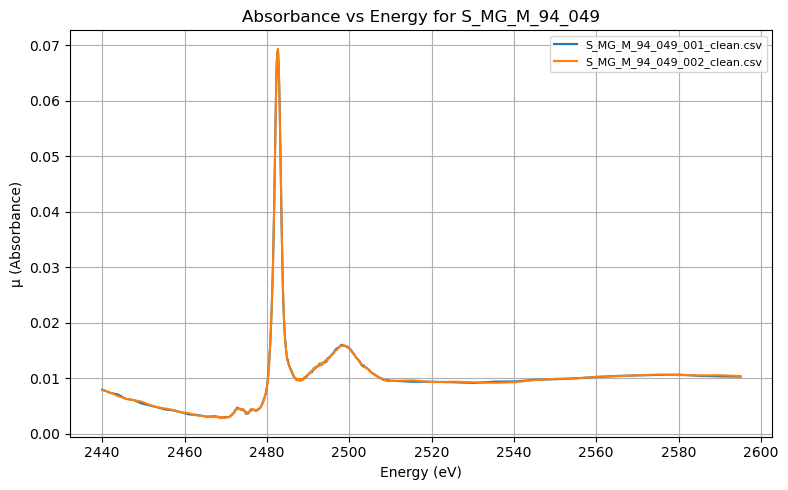 Absorbance vs Energy for S_MG_M_94_049
S_MG_M_94_049_001_clean.csv
S_MG_M_94_049_002_clean.csv
µ (Absorbance)
0.07
0.06
0.05
0.04
0.03
0.02
0.01
0.00
2440 2460 2480 2500 2520 2540 2560 2580 2600
Energy (eV)